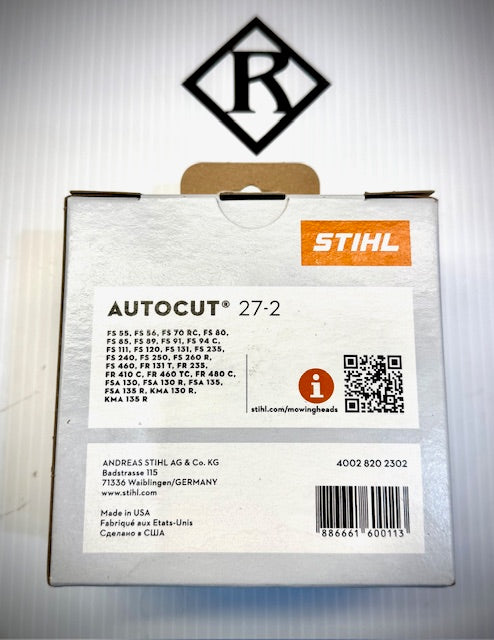 R
STIHL
AUTOCUT® 27-2
FS 55, FS 56, FS 70 RC, FS 80,
FS 85, FS 89, FS 91, FS 94 C,
FS 111, FS 120, FS 131, FS 235,
FS 240, FS 250, FS 260 R,
FS 460, FR 131 T, FR 235,
FR 410 C, FR 460 TC, FR 480 C,
FSA 130, FSA 130 R, FSA 135,
FSA 135 R, KMA 130 R,
KMA 135 R
i
stihl.com/mowingheads
ANDREAS STIHL AG & Co. KG
Badstrasse 115
71336 Waiblingen/GERMANY
www.stihl.com
4002 820 2302
Made in USA
Fabriqué aux Etats-Unis
Сделано в США
886661 600113